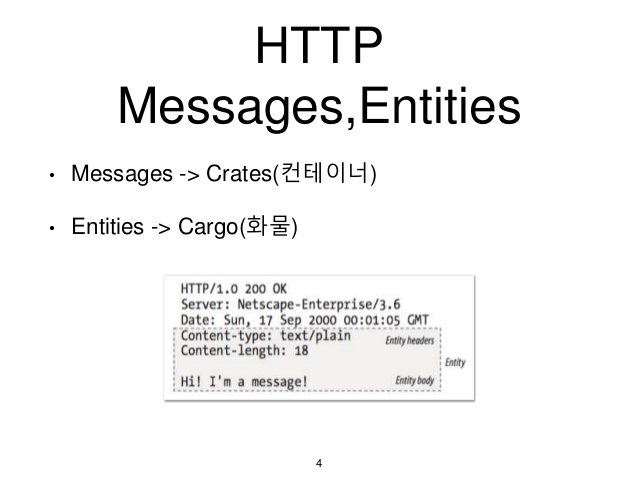 HTTP
Messages,Entities
• Messages -> Crates(컨테이너)
• Entities -> Cargo(화물)
HTTP/1.0 200 OK
Server: Netscape-Enterprise/3.6
Date: Sun, 17 Sep 2000 00:01:05 GMT
Content-type: text/plain
Entity headers
Content-length: 18
Entity
Hi! I'm a message!
Entity body
4